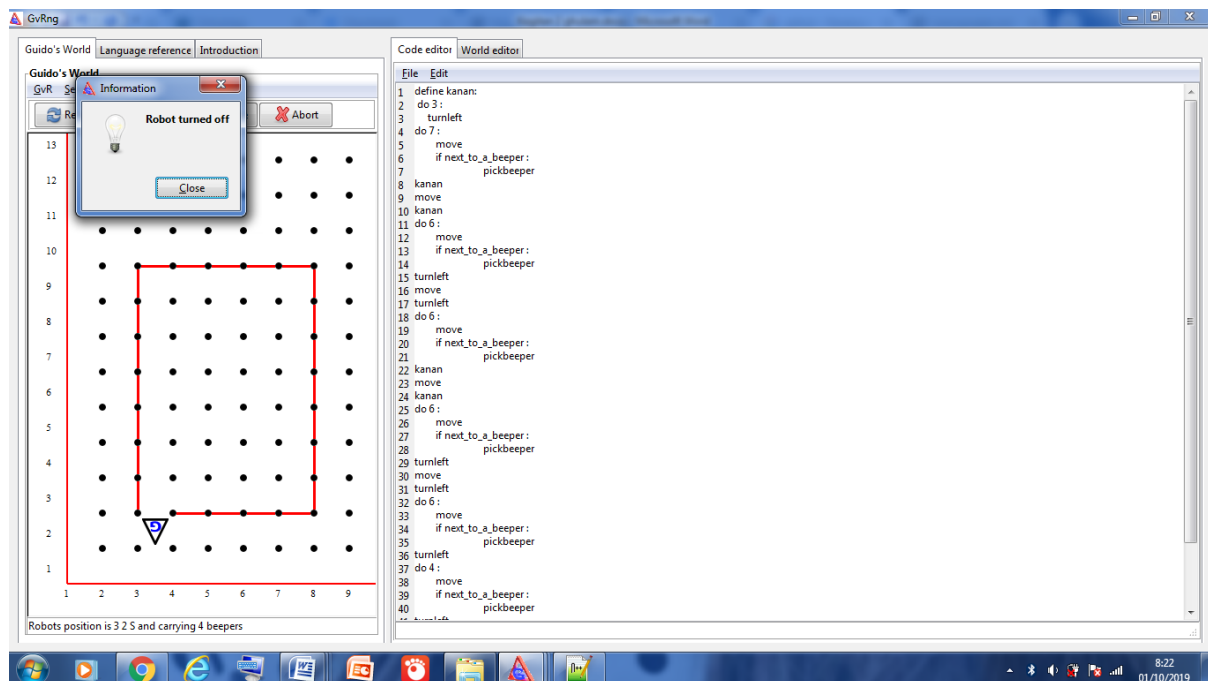 GvRng
Guido's World Language reference Introduction
Guido's World
GvR Se
Re Abort
Information
Robot turned off
Close
13
12
11
10
9
8
7
6
5
4
3
2
1
1 2 3 4 5 6 7 8 9
G
Robots position is 3 2 S and carrying 4 beepers
Code editor World editor
File Edit
1 define kanan:
2 do 3 :
3 turnleft
4 do 7 :
5 move
6 if next_to_a_beeper :
7 pickbeeper
8 kanan
9 move
10 kanan
11 do 6 :
12 move
13 if next_to_a_beeper :
14 pickbeeper
15 turnleft
16 move
17 turnleft
18 do 6 :
19 move
20 if next_to_a_beeper :
21 pickbeeper
22 kanan
23 move
24 kanan
25 do 6 :
26 move
27 if next_to_a_beeper :
28 pickbeeper
29 turnleft
30 move
31 turnleft
32 do 6 :
33 move
34 if next_to_a_beeper :
35 pickbeeper
36 turnleft
37 do 4 :
38 move
39 if next_to_a_beeper :
40 pickbeeper
8:22
01/10/2019